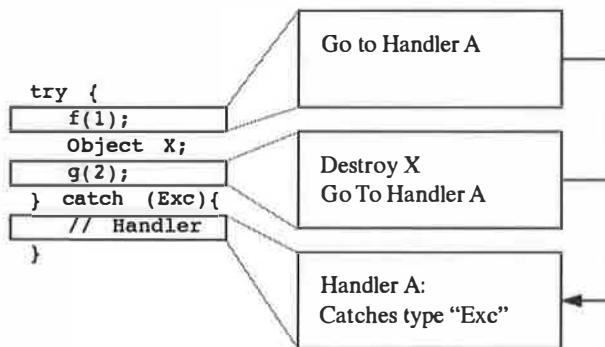 try {
f(1);
Object X;
g(2);
} catch (Exc){
// Handler
}
Go to Handler A
Destroy X
Go To Handler A
Handler A:
Catches type “Exc”